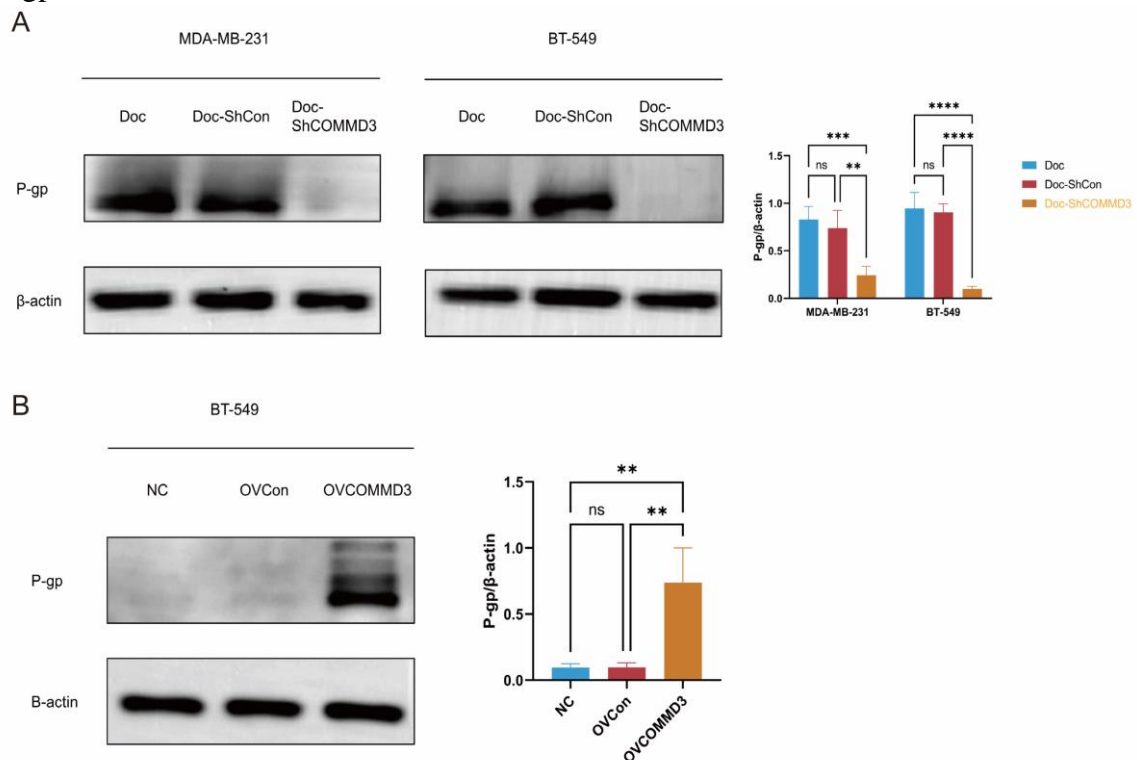 gp
A
MDA-MB-231
BT-549
Doc
Doc-ShCon
Doc-
ShCOMMD3
Doc
Doc-ShCon
Doc-
ShCOMMD3
P-gp
β-actin
P-gp/β-actin
1.5
1.0
0.5
0.0
ns
***
**
ns
****
****
MDA-MB-231
BT-549
Doc
Doc-ShCon
Doc-ShCOMMD3
B
BT-549
NC
OVCon
OVCOMMD3
P-gp
B-actin
P-gp/β-actin
1.5
1.0
0.5
0.0
**
ns
**
NC
OVCon
OVCOMMD3